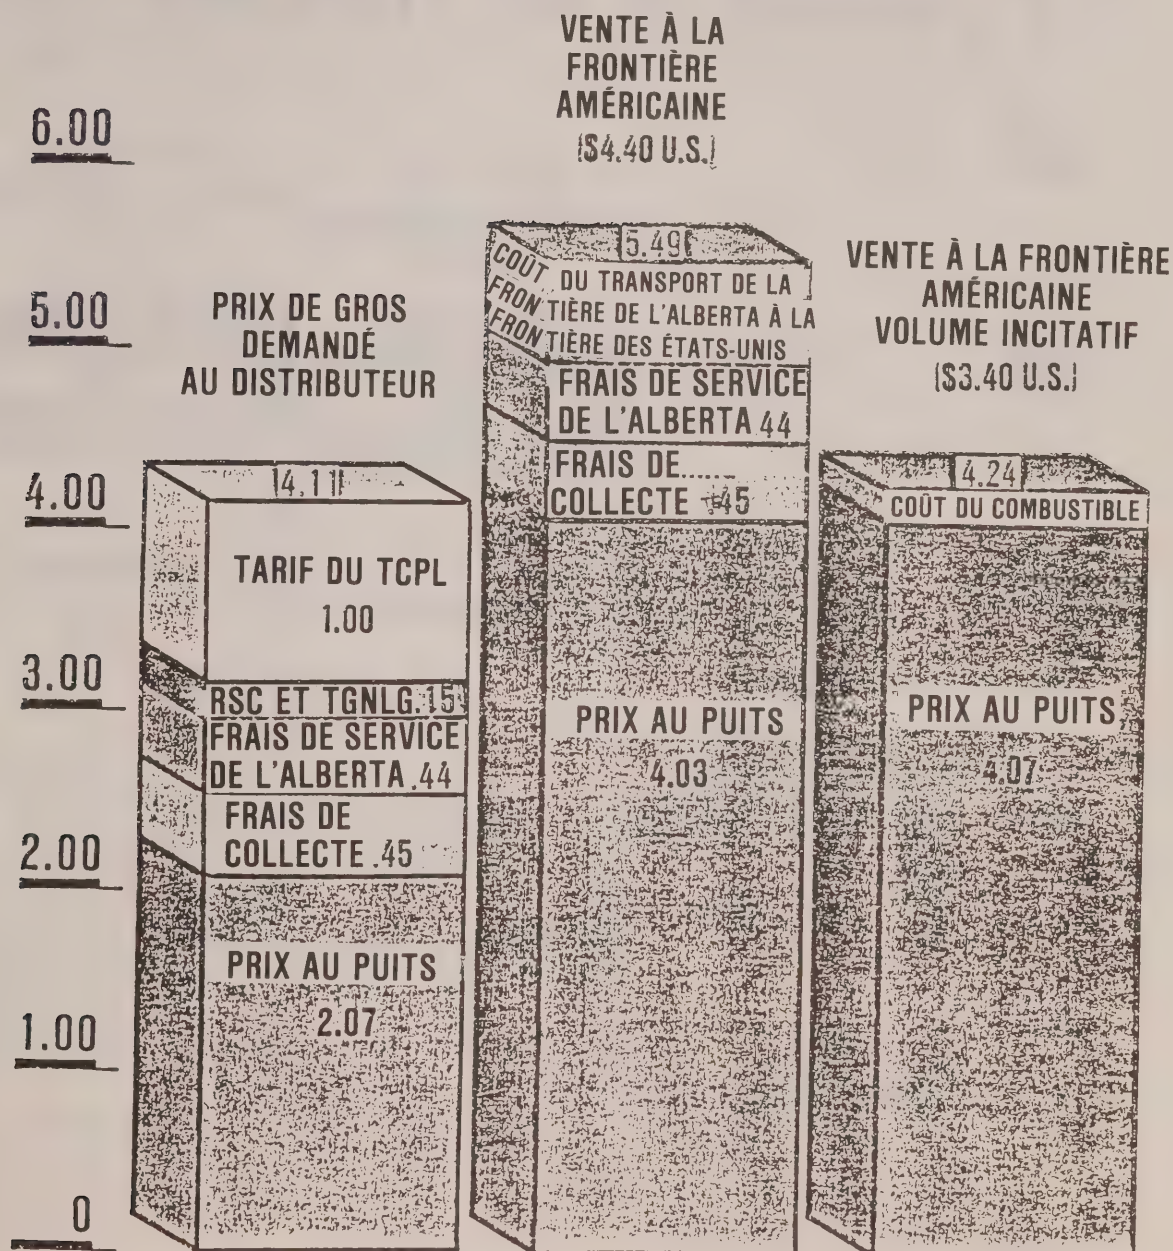 6.00
5.00
4.00
3.00
2.00
1.00
0
PRIX DE GROS
DEMANDÉ
AU DISTRIBUTEUR
4.11
TARIF DU TCPL
1.00
RSC ET TGNLG .15
FRAIS DE SERVICE
DE L'ALBERTA .44
FRAIS DE
COLLECTE .45
PRIX AU PUITS
2.07
VENTE À LA
FRONTIÈRE
AMÉRICAINE
($4.40 U.S.)
5.49
COÛT DU TRANSPORT DE LA
FRONTIÈRE DE L'ALBERTA À LA
FRONTIÈRE DES ÉTATS-UNIS
FRAIS DE SERVICE
DE L'ALBERTA .44
FRAIS DE......
COLLECTE .45
PRIX AU PUITS
4.03
VENTE À LA FRONTIÈRE
AMÉRICAINE
VOLUME INCITATIF
($3.40 U.S.)
4.24
COÛT DU COMBUSTIBLE
PRIX AU PUITS
4.07